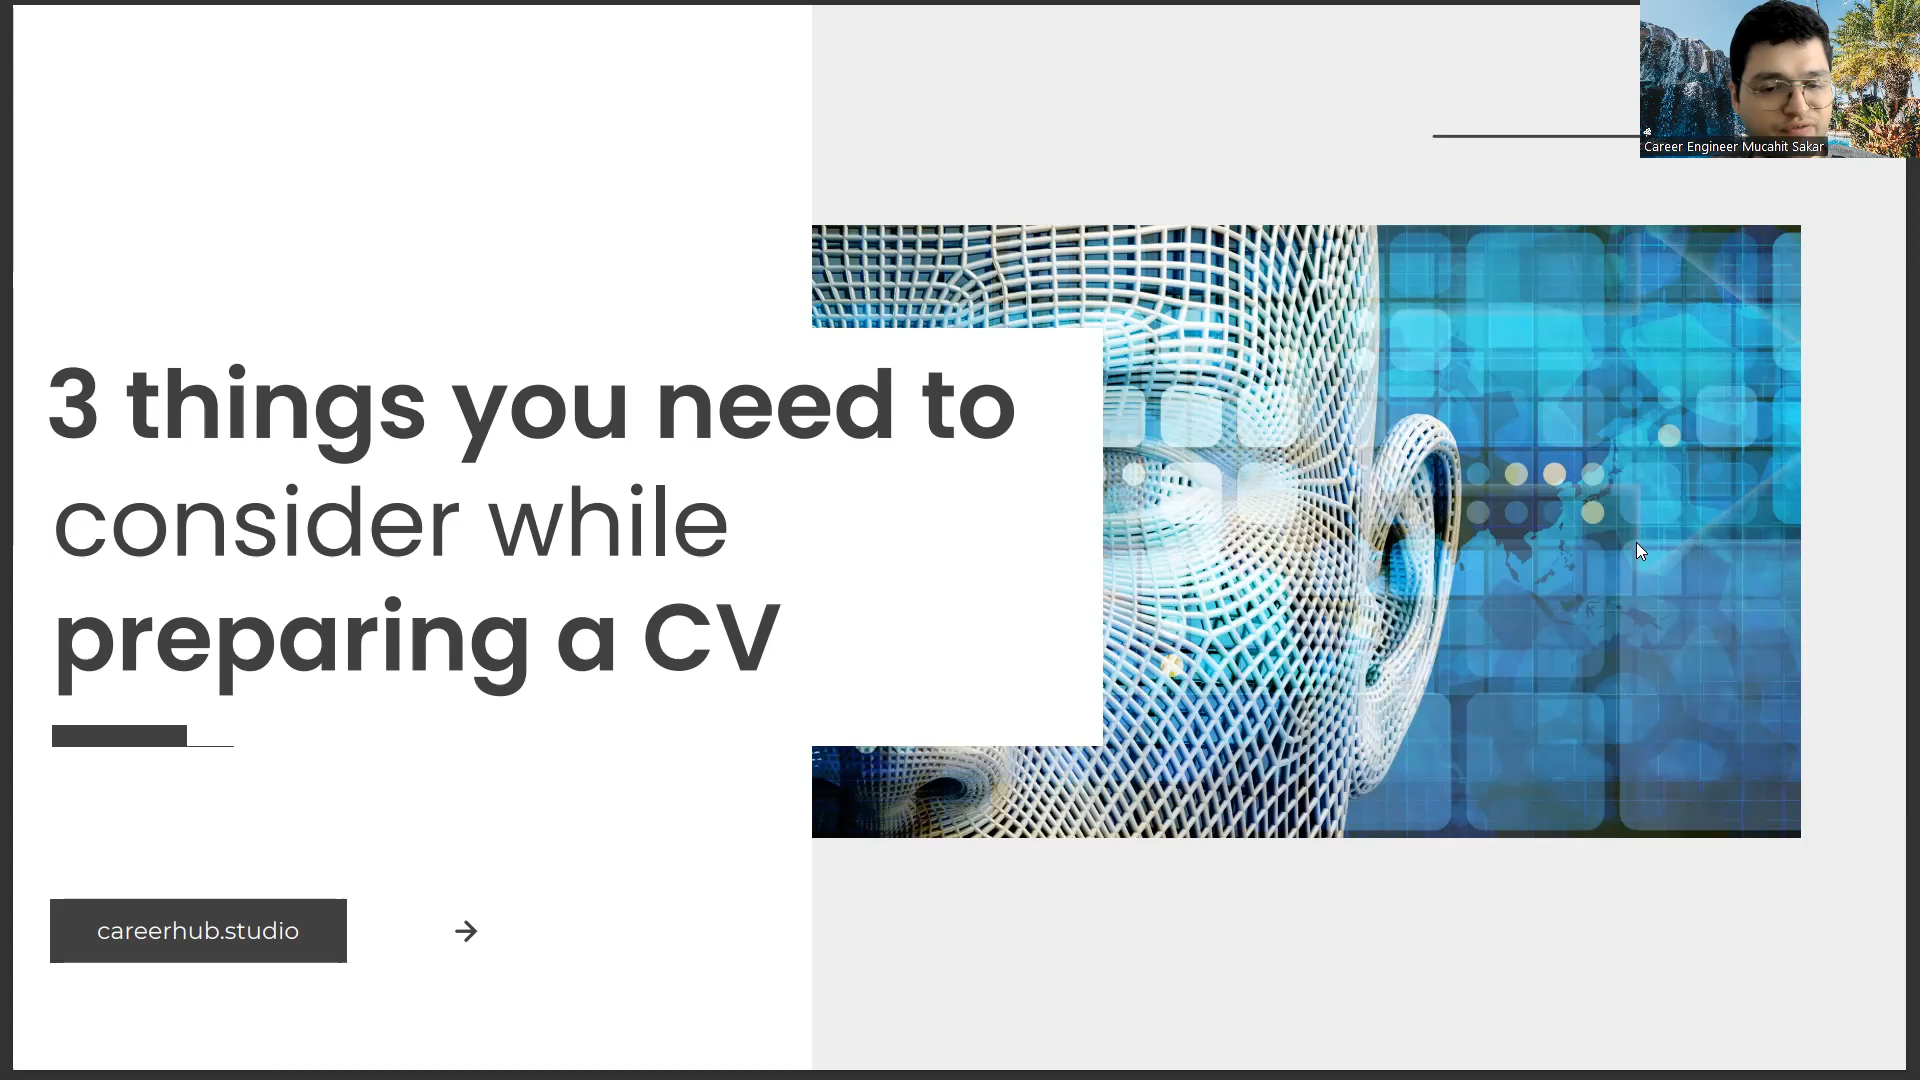 Career Engineer Mucahit Sakar
3 things you need to
consider while
preparing a CV
careerhub.studio